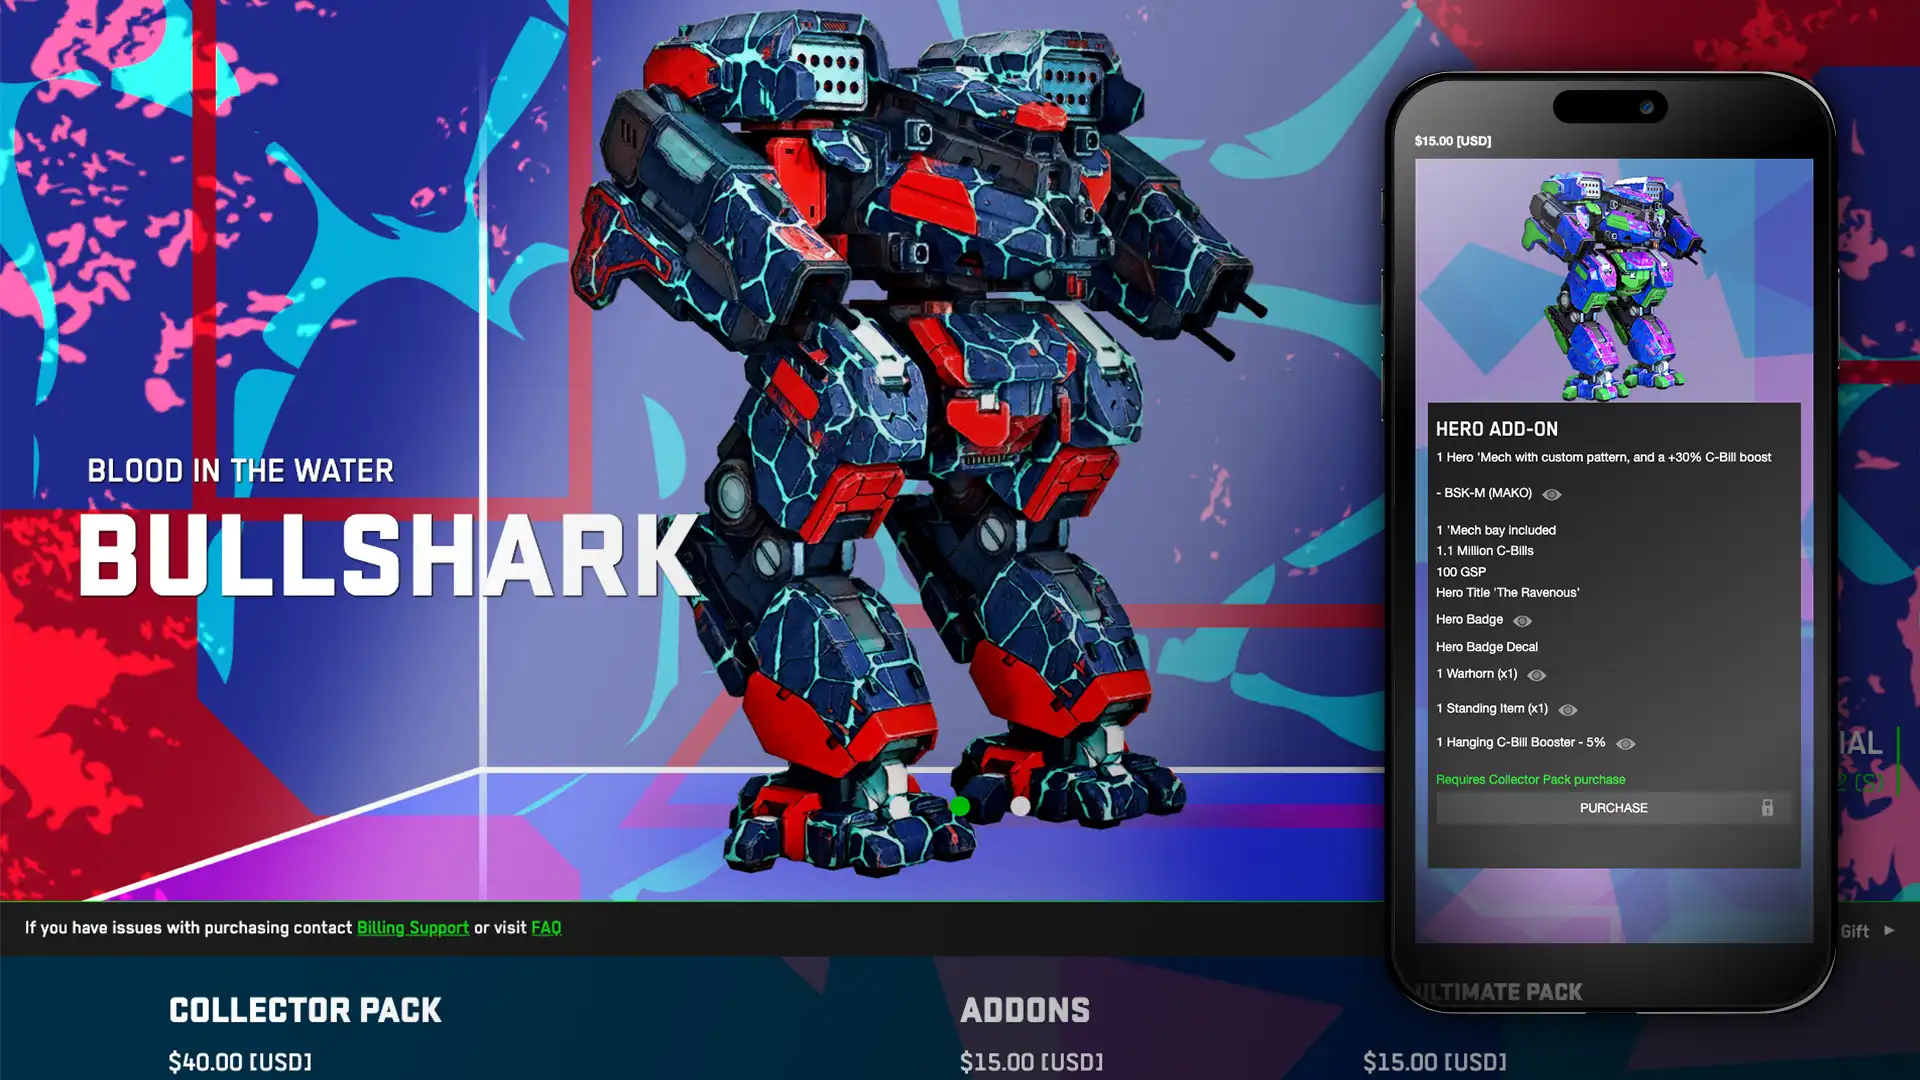 BLOOD IN THE WATER
BULLSHARK
If you have issues with purchasing contact Billing Support or visit FAQ
COLLECTOR PACK
$40.00 [USD]
ADDONS
$15.00 [USD]
$15.00 [USD]
$15.00 [USD]
HERO ADD-ON
1 Hero 'Mech with custom pattern, and a +30% C-Bill boost
- BSK-M (MAKO)
1 'Mech bay included
1.1 Million C-Bills
100 GSP
Hero Title 'The Ravenous'
Hero Badge
Hero Badge Decal
1 Warhorn (x1)
1 Standing Item (x1)
1 Hanging C-Bill Booster - 5%
Requires Collector Pack purchase
PURCHASE
ULTIMATE PACK
Gift